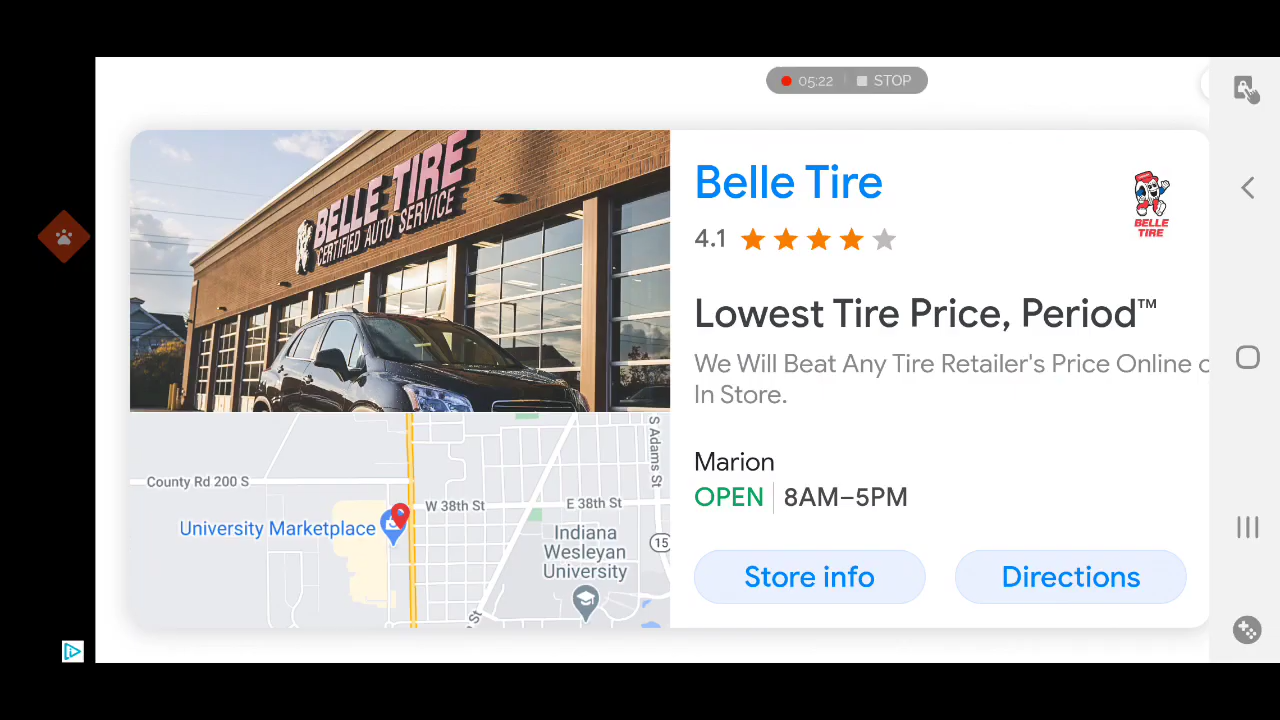 05:22 STOP
BELLE TIRE
CERTIFIED AUTO SERVICE
Belle Tire
BELLE
TIRE
4.1
Lowest Tire Price, Period™
We Will Beat Any Tire Retailer's Price Online
In Store.
Marion
OPEN 8AM–5PM
Store info
Directions
County Rd 200 S
S Adams St
W 38th St
E 38th St
University Marketplace
Indiana
Wesleyan
University
15
St